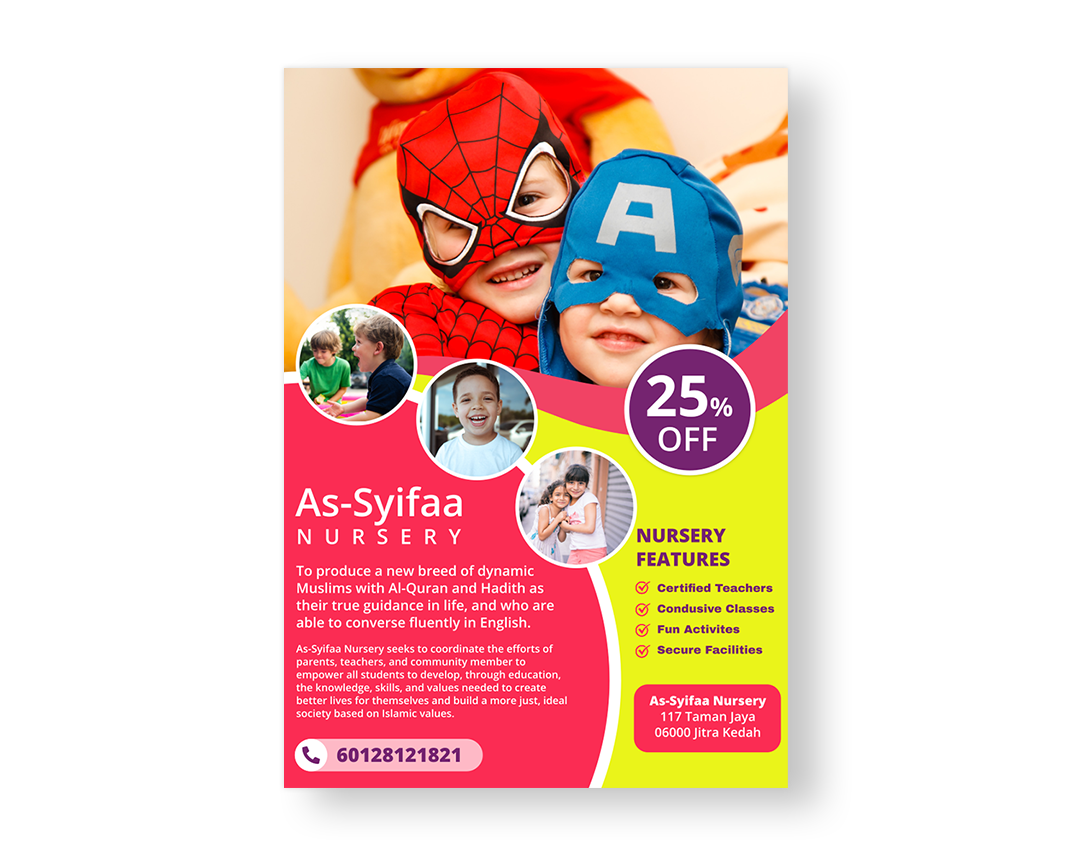 A
25%
OFF
As-Syifaa
NURSERY
To produce a new breed of dynamic
Muslims with Al-Quran and Hadith as
their true guidance in life, and who are
able to converse fluently in English.
As-Syifaa Nursery seeks to coordinate the efforts of
parents, teachers, and community member to
empower all students to develop, through education,
the knowledge, skills, and values needed to create
better lives for themselves and build a more just, ideal
society based on Islamic values.
60128121821
NURSERY
FEATURES
Certified Teachers
Condusive Classes
Fun Activites
Secure Facilities
As-Syifaa Nursery
117 Taman Jaya
06000 Jitra Kedah